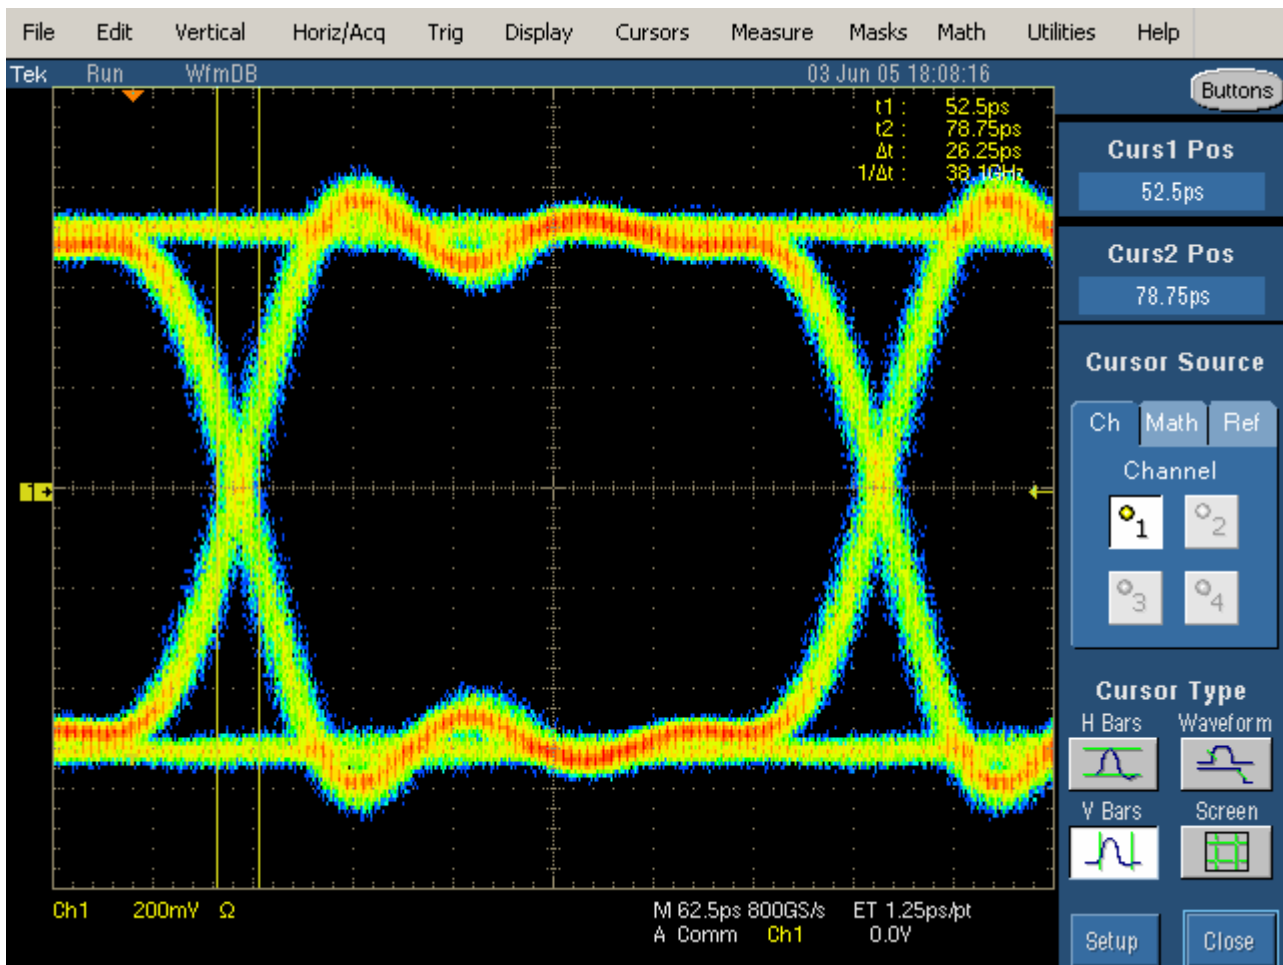 File Edit Vertical Horiz/Acq Trig Display Cursors Measure Masks Math Utilities Help
Tek Run WfmDB 03 Jun 05 18:08:16
Buttons
t1 : 52.5ps
t2 : 78.75ps
Δt : 26.25ps
1/Δt : 38.1GHz
Curs1 Pos
52.5ps
Curs2 Pos
78.75ps
Cursor Source
Ch Math Ref
Channel
1 2
3 4
1
Cursor Type
H Bars Waveform
V Bars Screen
Ch1 200mV Ω M 62.5ps 800GS/s ET 1.25ps/pt
A Comm Ch1 0.0V
Setup Close